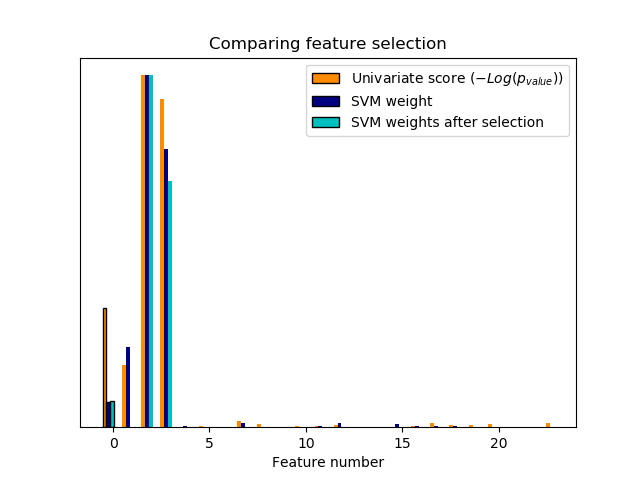 Comparing feature selection
Univariate score (−Log(p_value))
SVM weight
SVM weights after selection
0 5 10 15 20
Feature number